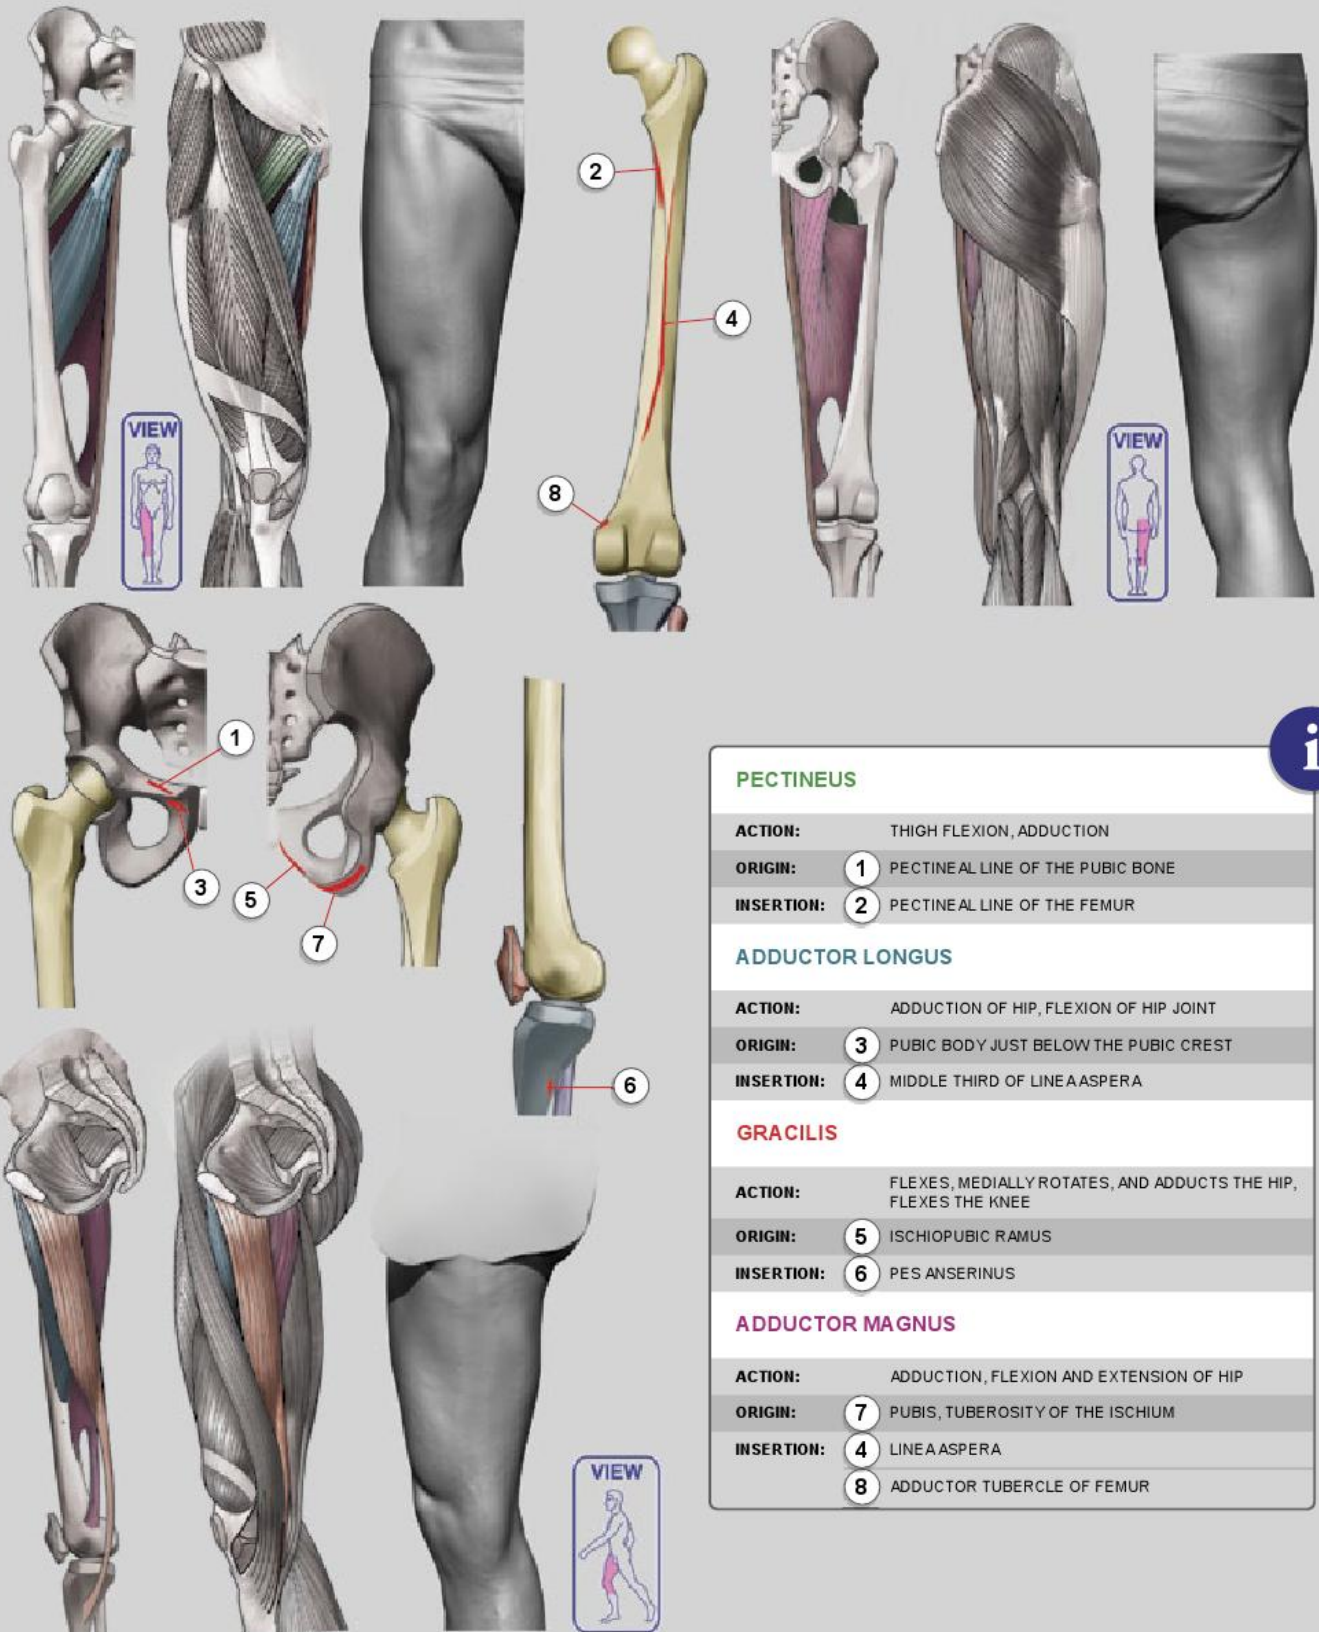 2
4
8
VIEW
VIEW
1
3
5
7
6
i
PECTINEUS
ACTION: THIGH FLEXION, ADDUCTION
ORIGIN: 1 PECTINEAL LINE OF THE PUBIC BONE
INSERTION: 2 PECTINEAL LINE OF THE FEMUR
ADDUCTOR LONGUS
ACTION: ADDUCTION OF HIP, FLEXION OF HIP JOINT
ORIGIN: 3 PUBIC BODY JUST BELOW THE PUBIC CREST
INSERTION: 4 MIDDLE THIRD OF LINEA ASPERA
GRACILIS
ACTION: FLEXES, MEDIALLY ROTATES, AND ADDUCTS THE HIP,
FLEXES THE KNEE
ORIGIN: 5 ISCHIOPUBIC RAMUS
INSERTION: 6 PES ANSERINUS
ADDUCTOR MAGNUS
ACTION: ADDUCTION, FLEXION AND EXTENSION OF HIP
ORIGIN: 7 PUBIS, TUBEROSITY OF THE ISCHIUM
INSERTION: 4 LINEA ASPERA
8 ADDUCTOR TUBERCLE OF FEMUR
VIEW